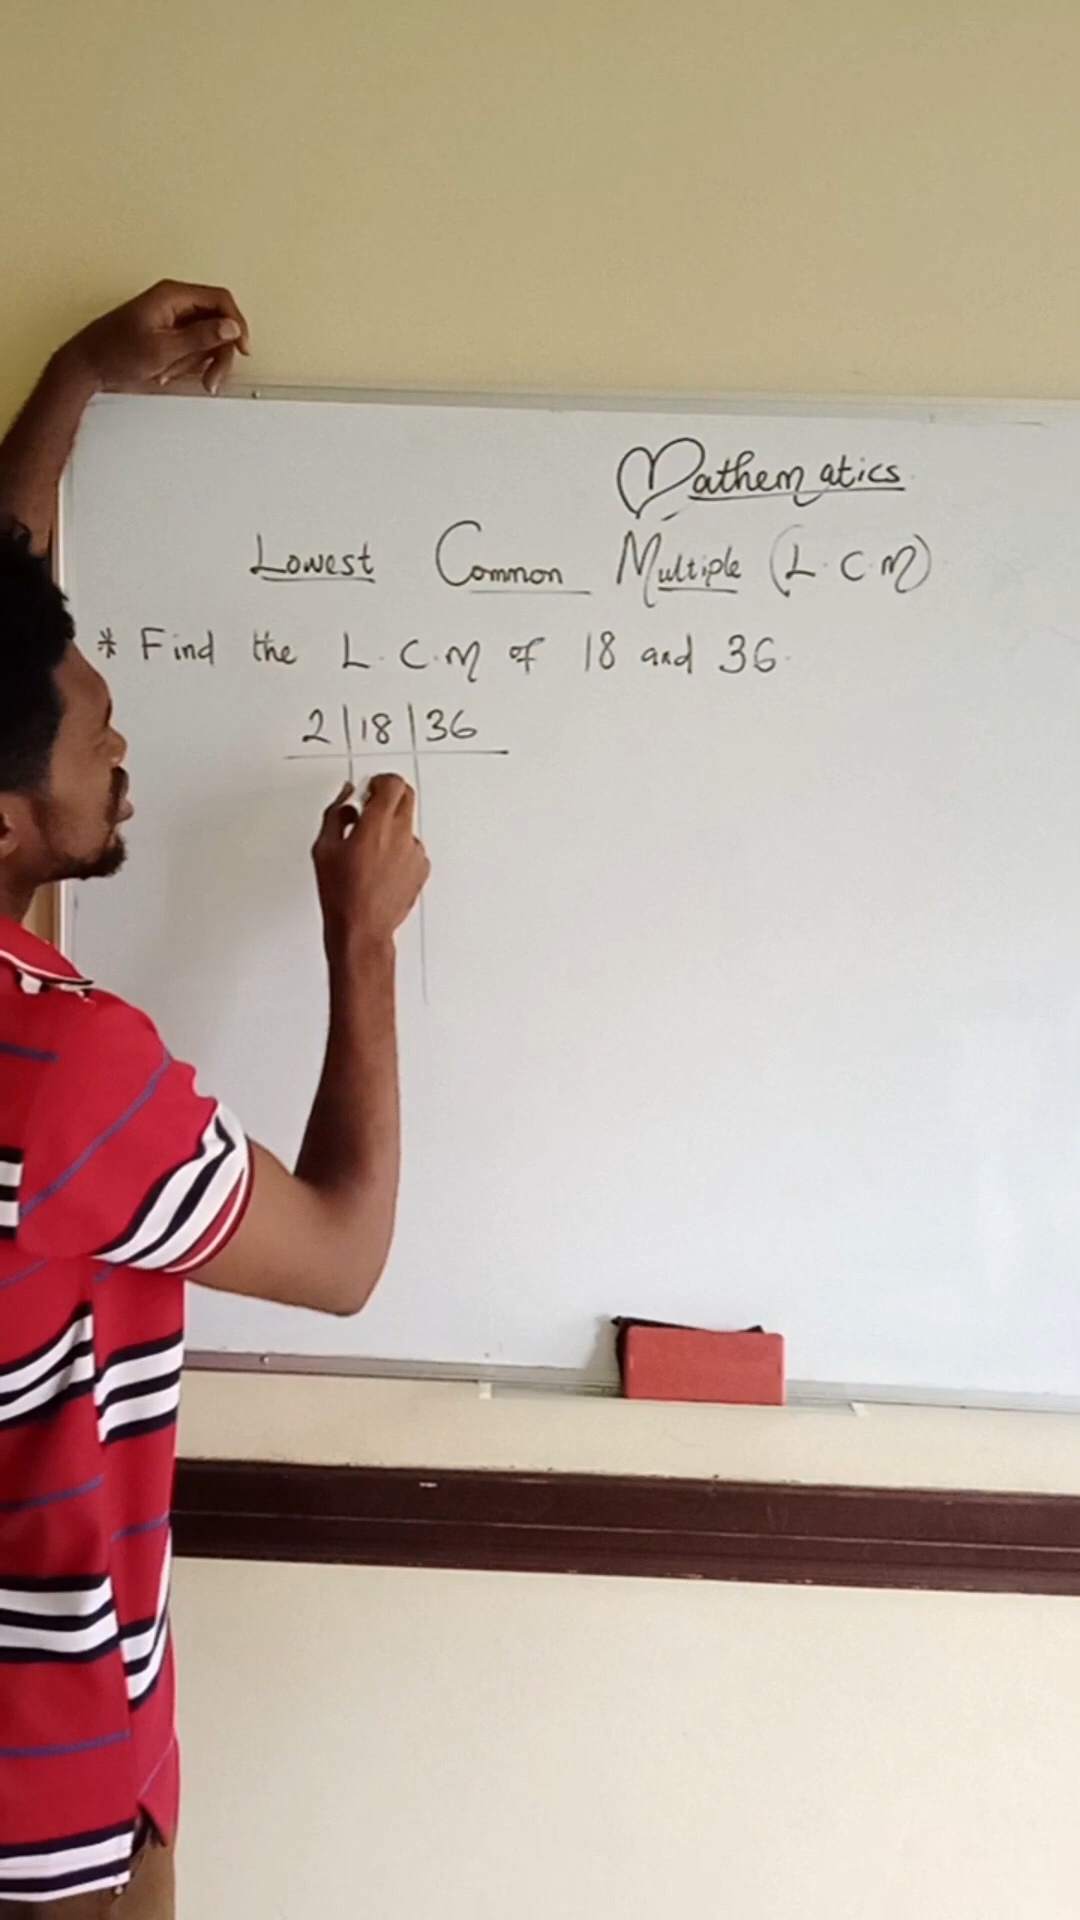 Mathematics
Lowest Common Multiple (L.C.M)
* Find the L.C.M of 18 and 36.
2 | 18 | 36